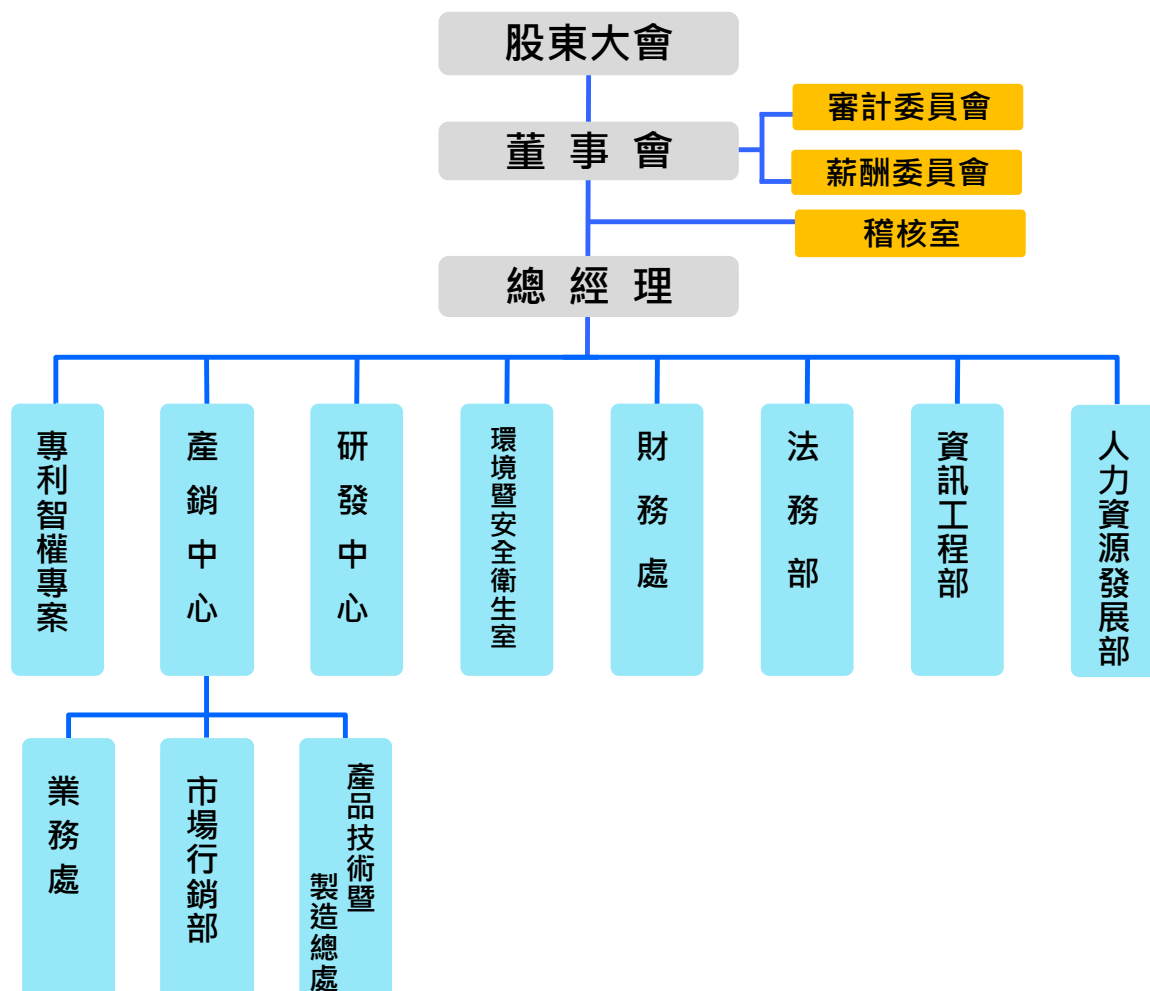 股東大會
審計委員會
董事會
薪酬委員會
稽核室
總經理
專利智權專案
產銷中心
研發中心
環境暨安全衛生室
財務處
法務部
資訊工程部
人力資源發展部
業務處
市場行銷部
產品技術暨
製造總處